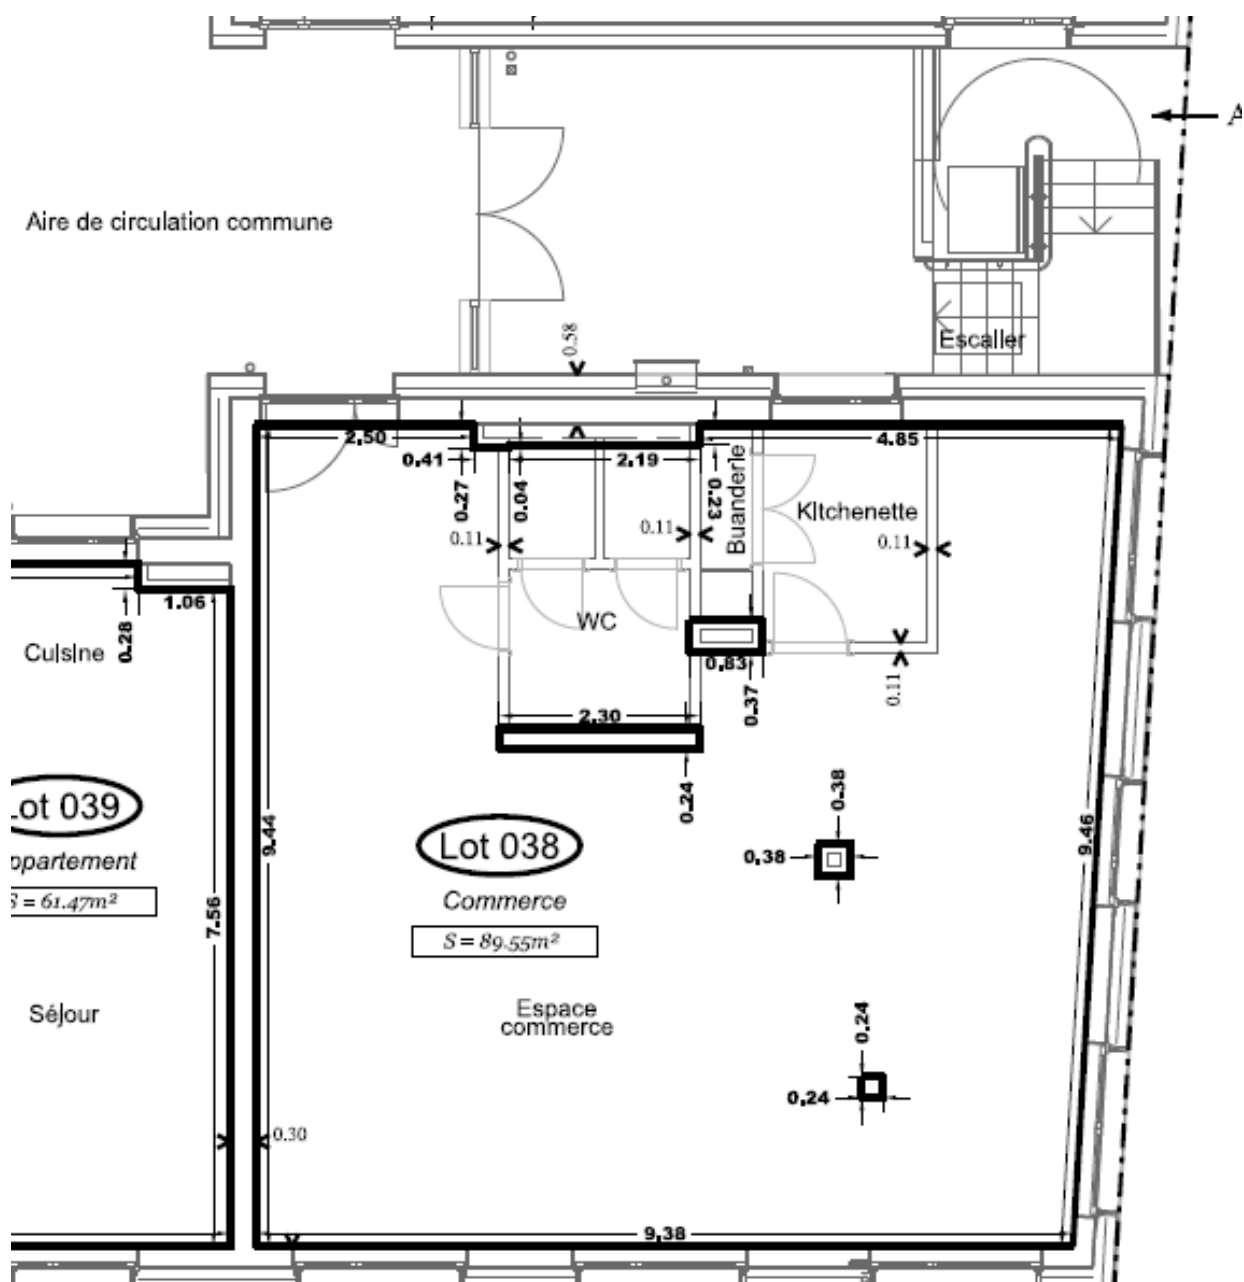 A
Aire de circulation commune
0.58
Escalier
2,50
4.85
0.41
2.19
0.27
0.04
0.23
Buanderie
Kitchenette
0.11
0.11
0.11
1.06
0.28
Cuisine
WC
0,83
0.37
0.11
2,30
0.24
0.38
0,38
Lot 039
Lot 038
9.44
9.46
ppartement
Commerce
S = 61.47m²
S = 89.55m²
7.56
Séjour
Espace
commerce
0.24
0,24
0.30
9,38